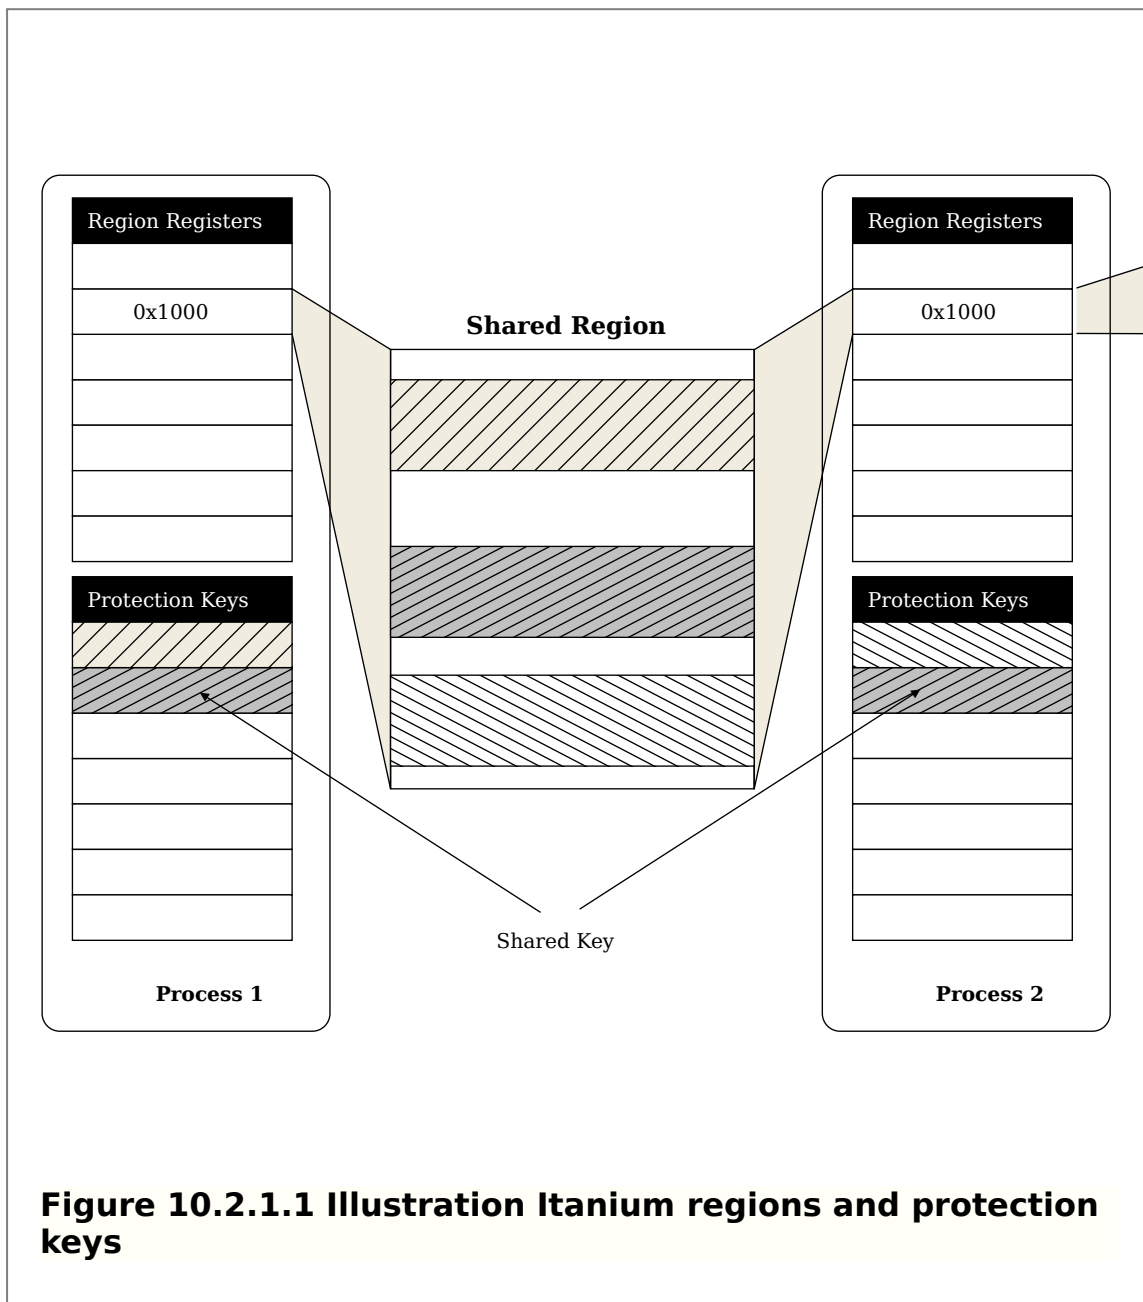 Region Registers
0x1000
Protection Keys
Process 1
Shared Region
Shared Key
Region Registers
0x1000
Protection Keys
Process 2
Figure 10.2.1.1 Illustration Itanium regions and protection
keys